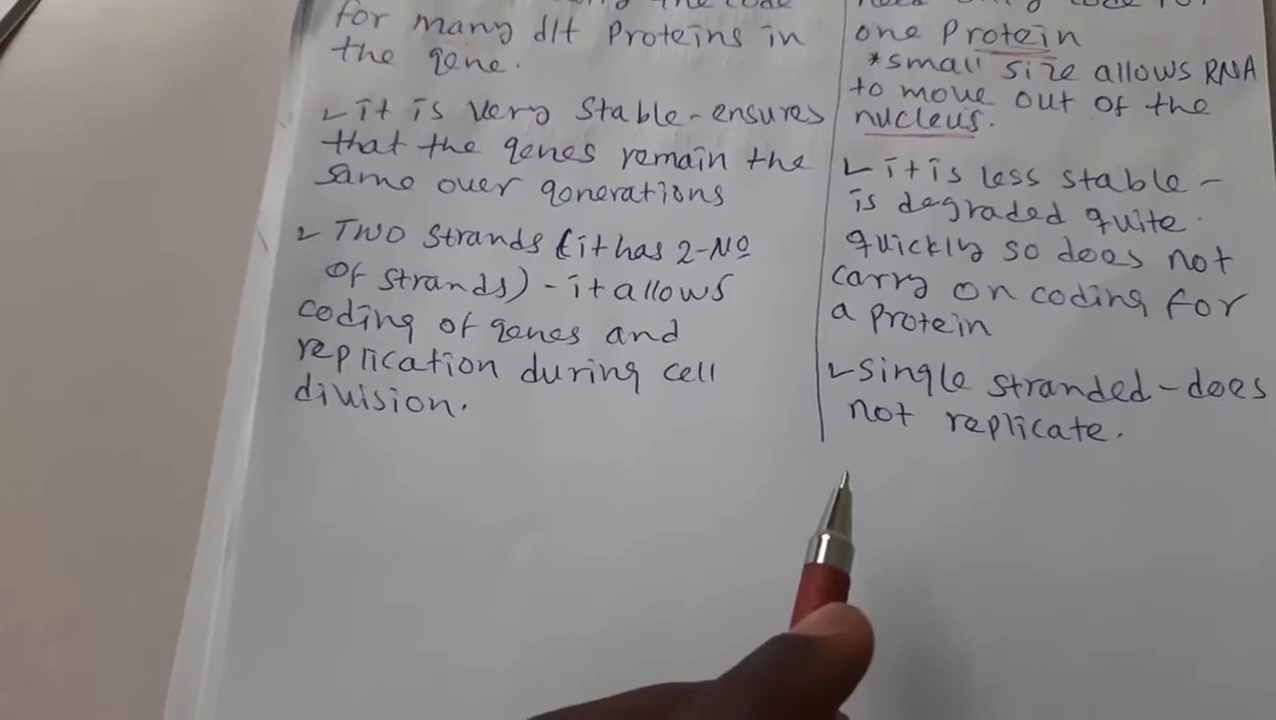 the code
for many d/t Proteins in
the gene.
✓ it is very stable - ensures
that the genes remain the
same over generations
✓ Two strands (it has 2-No
of strands) - it allows
coding of genes and
replication during cell
division.
one Protein
*small size allows RNA
to move out of the
nucleus.
✓ it is less stable -
is degraded quite
quickly so does not
carry on coding for
a protein
✓ single stranded - does
not replicate.